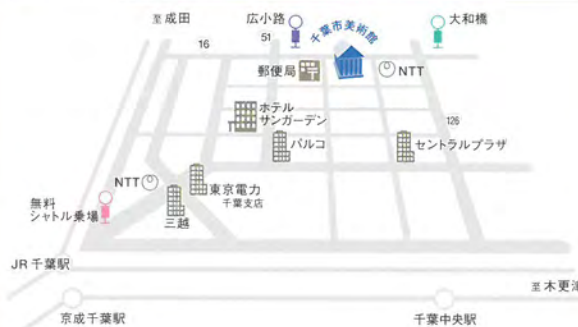 至 成田
広小路
千葉市美術館
大和橋
16
51
郵便局
NTT
ホテル
サンガーデン
126
パルコ
セントラルプラザ
NTT
東京電力
千葉支店
無料
シャトル乗場
三越
JR 千葉駅
至 木更津
京成千葉駅
千葉中央駅